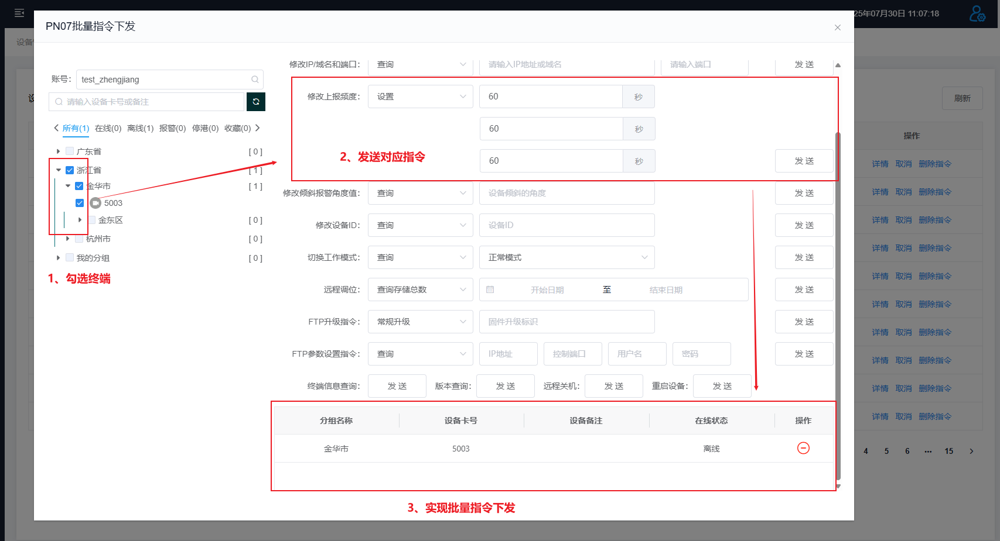 PN07批量指令下发
25年07月30日 11:07:18
设备
账号： test_zhengjiang
请输入设备卡号或备注
所有(1) 在线(0) 离线(1) 报警(0) 停港(0) 收藏(0)
广东省 [ 0 ]
浙江省 [ 1 ]
金华市 [ 1 ]
5003
金东区 [ 0 ]
杭州市 [ 0 ]
我的分组 [ 0 ]
1、勾选终端
修改IP/域名和端口： 查询 请输入IP地址或域名 请输入端口 发 送
修改上报频度： 设置 60 秒
60 秒
2、发送对应指令
60 秒 发 送
修改倾斜报警角度值： 查询 设备倾斜的角度 发 送
修改设备ID： 查询 设备ID 发 送
切换工作模式： 查询 正常模式 发 送
远程调位： 查询存储总数 开始日期 至 结束日期 发 送
FTP升级指令： 常规升级 固件升级标识 发 送
FTP参数设置指令： 查询 IP地址 控制端口 用户名 密码 发 送
终端信息查询： 发 送 版本查询： 发 送 远程关机： 发 送 重启设备： 发 送
分组名称 设备卡号 设备备注 在线状态 操作
金华市 5003 离线
3、实现批量指令下发
设
刷新
操作
详情 取消 删除指令
详情 取消 删除指令
详情 取消 删除指令
详情 取消 删除指令
详情 取消 删除指令
详情 取消 删除指令
详情 取消 删除指令
详情 取消 删除指令
详情 取消 删除指令
详情 取消 删除指令
4 5 6 ••• 15